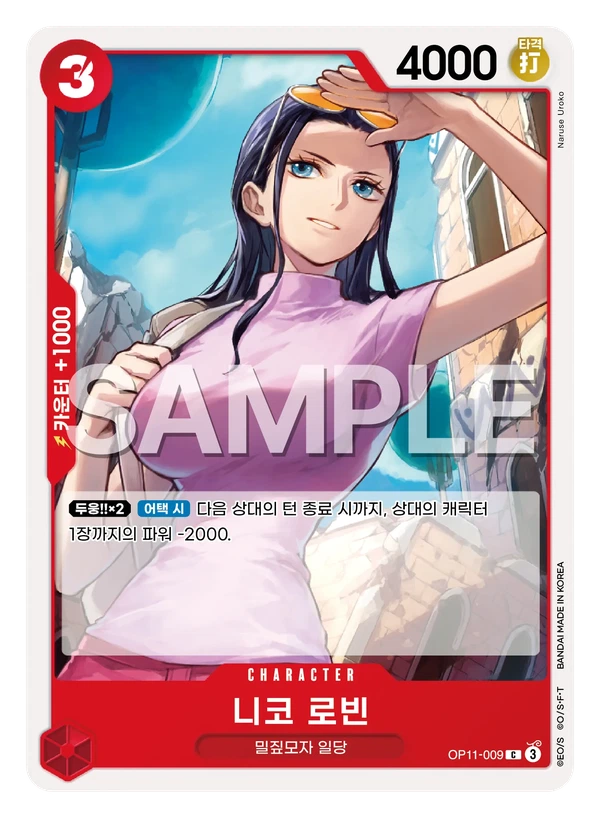 3
4000
타격
打
Naruse Uroko
⚡카운터 +1000
SAMPLE
두웅!!×2 어택 시 다음 상대의 턴 종료 시까지, 상대의 캐릭터
1장까지의 파워 -2000.
CHARACTER
니코 로빈
밀짚모자 일당
OP11-009 C 3
©EO/S ©O/S·F·T BANDAI MADE IN KOREA